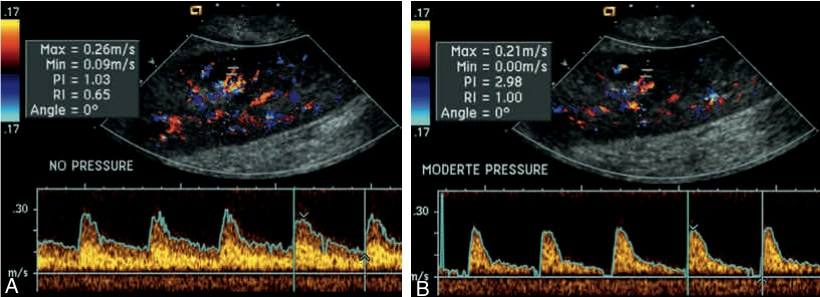 .17
Max = 0.26m/s
Min = 0.09m/s
PI = 1.03
RI = 0.65
Angle = 0°
.17
NO PRESSURE
.30
m/s
A
.17
Max = 0.21m/s
Min = 0.00m/s
PI = 2.98
RI = 1.00
Angle = 0°
.17
MODERTE PRESSURE
.30
m/s
B